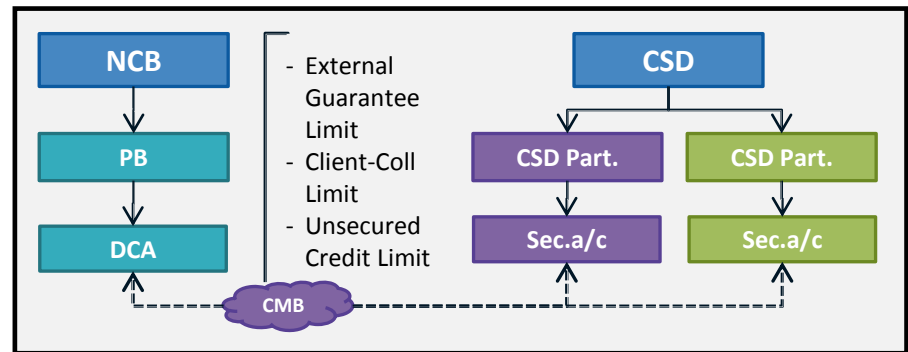 NCB
PB
DCA
- External
Guarantee
Limit
- Client-Coll
Limit
- Unsecured
Credit Limit
CMB
CSD
CSD Part.
CSD Part.
Sec.a/c
Sec.a/c